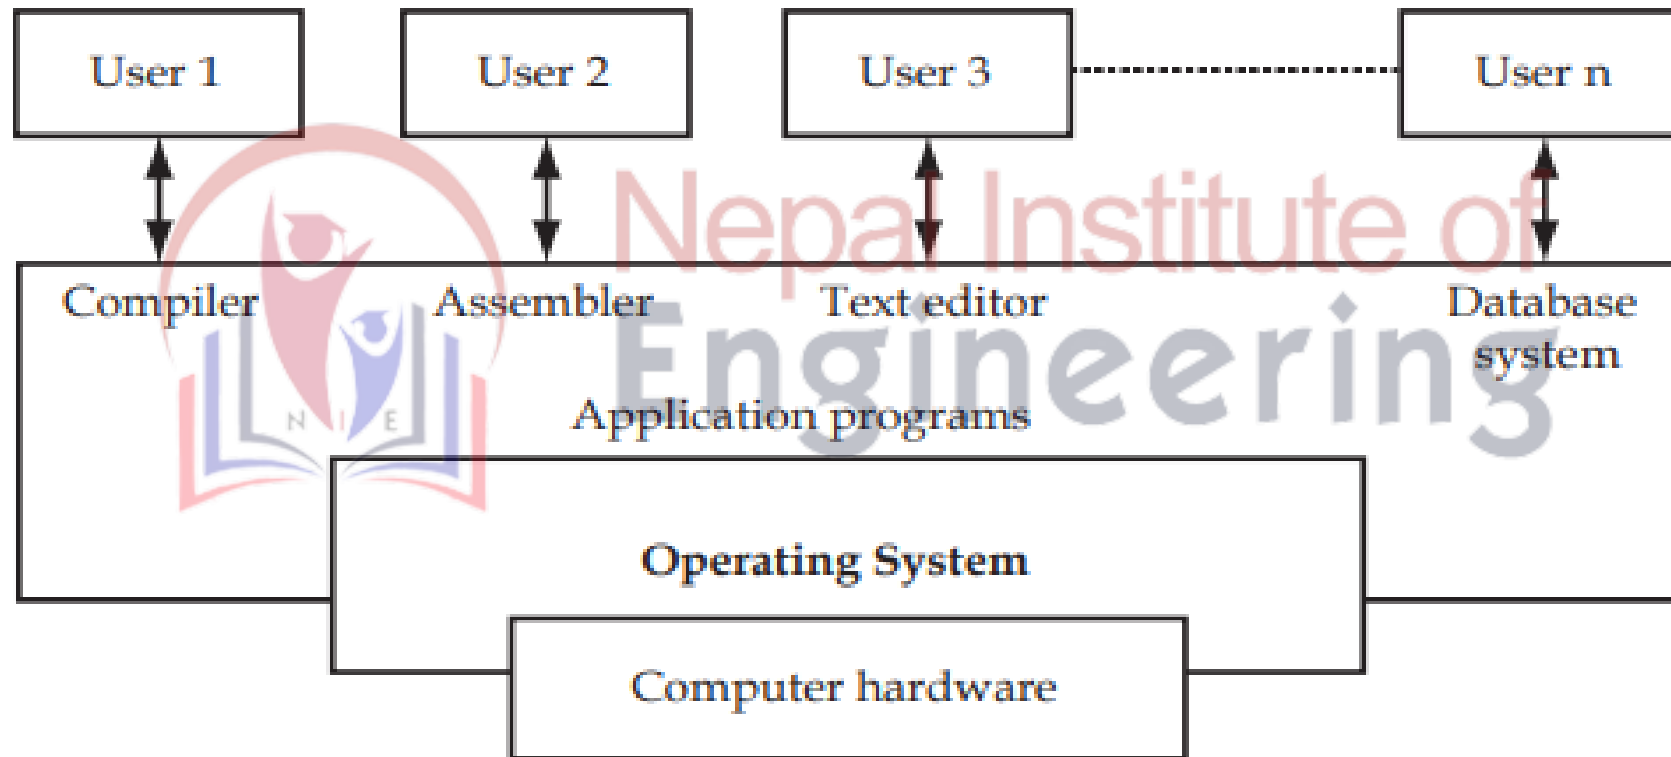 User 1
User 2
User 3
User n
Nepal Institute of
Engineering
Compiler
Assembler
Text editor
Database
system
N I E
Application programs
Operating System
Computer hardware